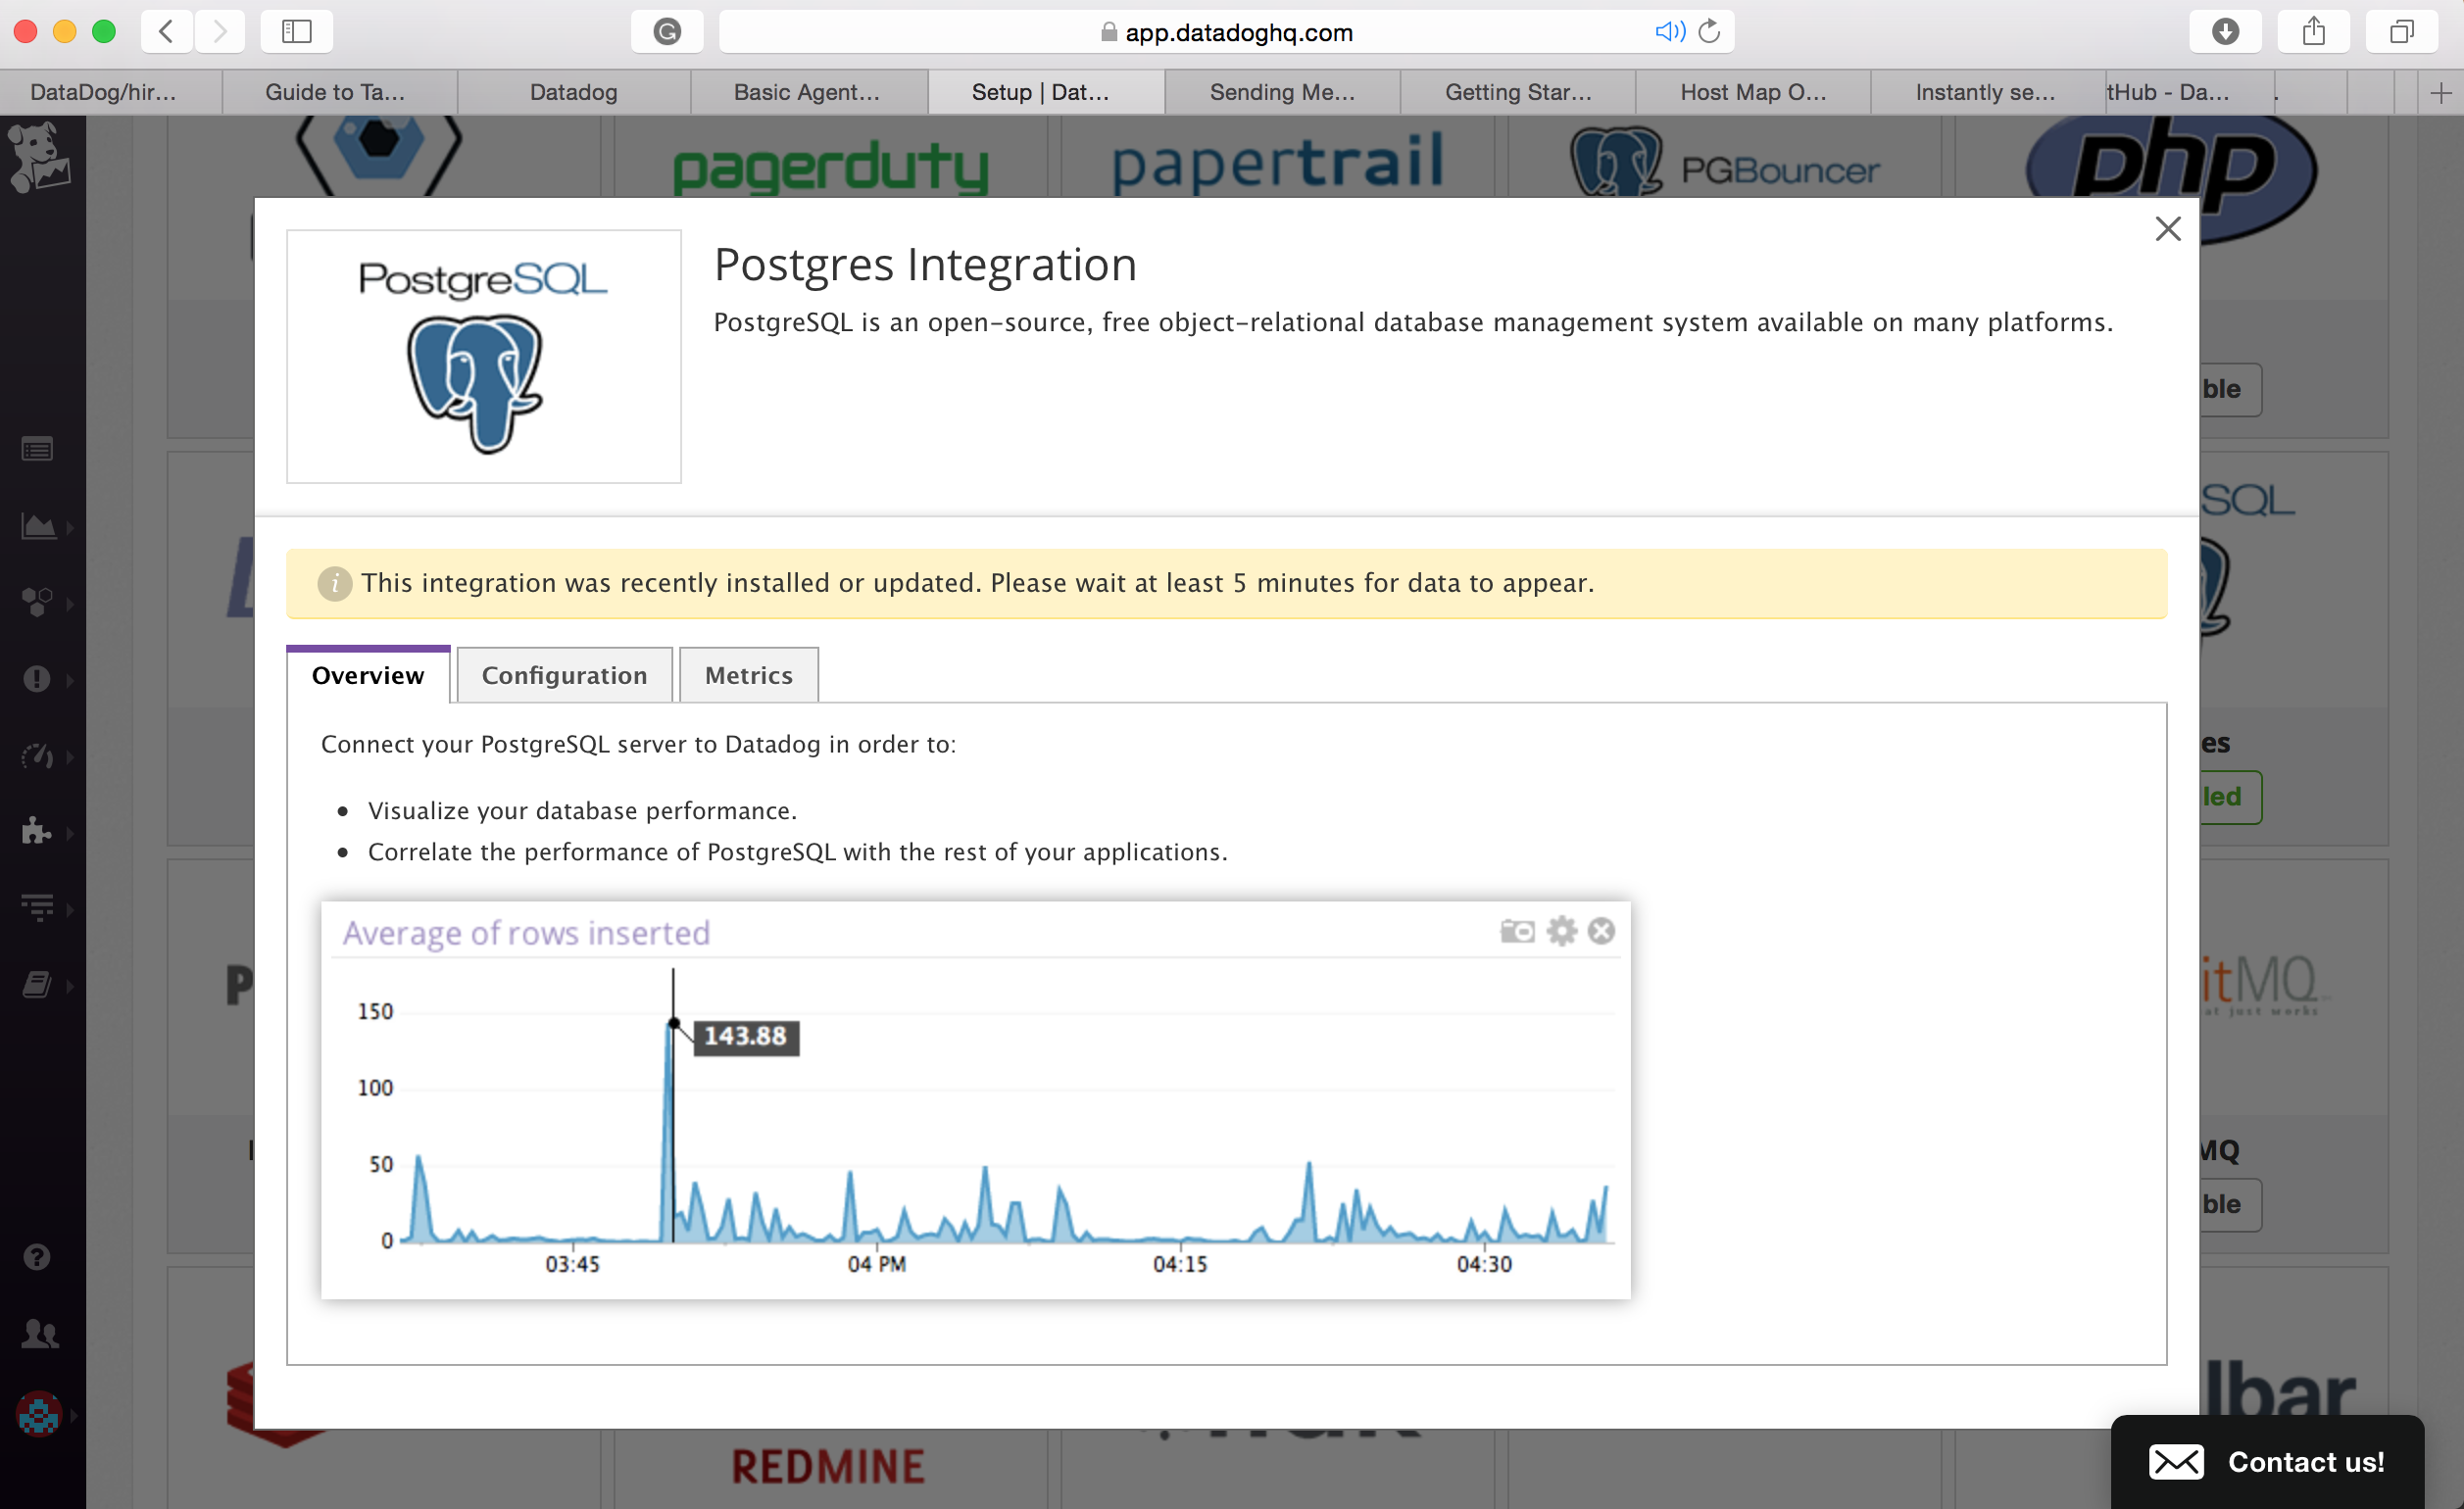 app.datadoghq.com
DataDog/hir...
Guide to Ta...
Datadog
Basic Agent...
Setup | Dat...
Sending Me...
Getting Star...
Host Map O...
Instantly se...
tHub - Da...
pagerduty
papertrail
PGBouncer
php
PostgreSQL
Postgres Integration
PostgreSQL is an open-source, free object-relational database management system available on many platforms.
ble
SQL
This integration was recently installed or updated. Please wait at least 5 minutes for data to appear.
Overview
Configuration
Metrics
Connect your PostgreSQL server to Datadog in order to:
es
led
• Visualize your database performance.
• Correlate the performance of PostgreSQL with the rest of your applications.
Average of rows inserted
150
143.88
100
50
0
03:45
04 PM
04:15
04:30
P
itMQ
at just works
MQ
ble
lbar
REDMINE
Contact us!